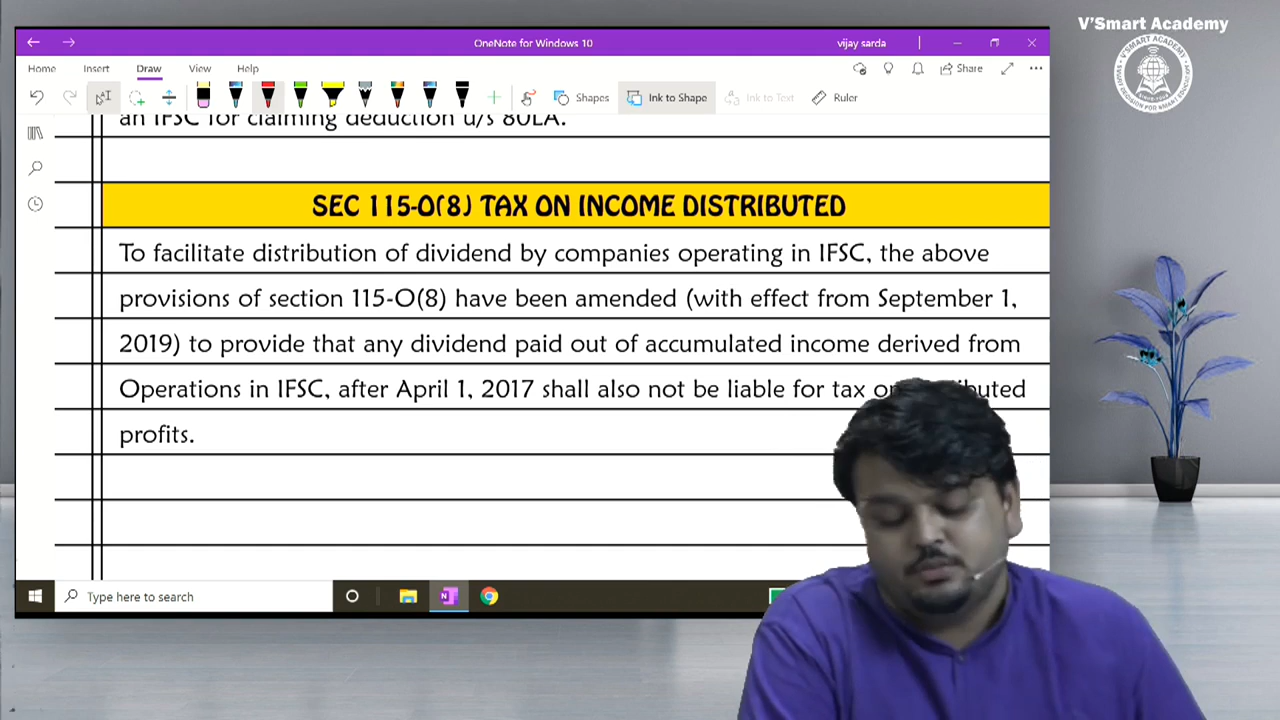 V'Smart Academy
OneNote for Windows 10
vijay sarda
Home Insert Draw View Help
Share
Shapes
Ink to Shape
Ink to Text
Ruler
an IFSC for claiming deduction u/s 80LA.
SEC 115-O(8) TAX ON INCOME DISTRIBUTED
To facilitate distribution of dividend by companies operating in IFSC, the above
provisions of section 115-O(8) have been amended (with effect from September 1,
2019) to provide that any dividend paid out of accumulated income derived from
Operations in IFSC, after April 1, 2017 shall also not be liable for tax on
profits.
Type here to search